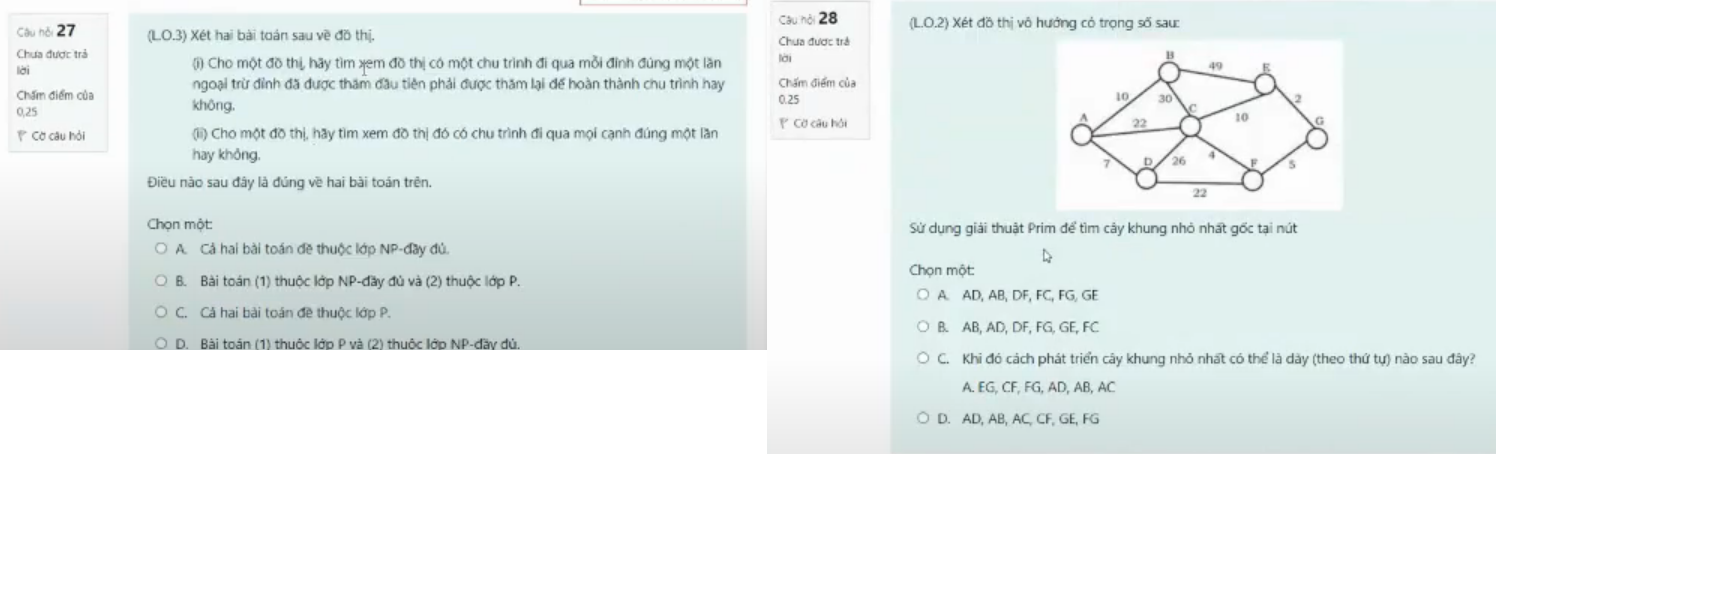 Câu hỏi 27
Chưa được trả
lời
Chấm điểm của
0,25
Cờ câu hỏi
(L.O.3) Xét hai bài toán sau về đồ thị.
(i) Cho một đồ thị, hãy tìm xem đồ thị có một chu trình đi qua mỗi đỉnh đúng một lần
ngoại trừ đỉnh đã được thăm đầu tiên phải được thăm lại để hoàn thành chu trình hay
không.
(ii) Cho một đồ thị, hãy tìm xem đồ thị đó có chu trình đi qua mọi cạnh đúng một lần
hay không.
Điều nào sau đây là đúng về hai bài toán trên.
Chọn một:
A. Cả hai bài toán đề thuộc lớp NP-đầy đủ.
B. Bài toán (1) thuộc lớp NP-đầy đủ và (2) thuộc lớp P.
C. Cả hai bài toán đề thuộc lớp P.
D. Bài toán (1) thuộc lớp P và (2) thuộc lớp NP-đầy đủ.
Câu hỏi 28
Chưa được trả
lời
Chấm điểm của
0,25
Cờ câu hỏi
(L.O.2) Xét đồ thị vô hướng có trọng số sau:
B
49
E
10
30
C
2
A
22
10
G
7
D
26
4
F
5
22
Sử dụng giải thuật Prim để tìm cây khung nhỏ nhất gốc tại nút
Chọn một:
A. AD, AB, DF, FC, FG, GE
B. AB, AD, DF, FG, GE, FC
C. Khi đó cách phát triển cây khung nhỏ nhất có thể là dãy (theo thứ tự) nào sau đây?
A. EG, CF, FG, AD, AB, AC
D. AD, AB, AC, CF, GE, FG